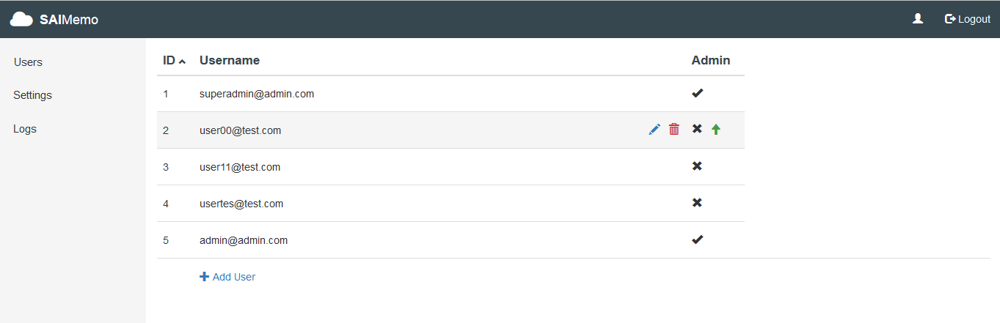 SAIMemo Logout
Users
Settings
Logs
ID Username Admin
1 superadmin@admin.com
2 user00@test.com
3 user11@test.com
4 usertes@test.com
5 admin@admin.com
Add User